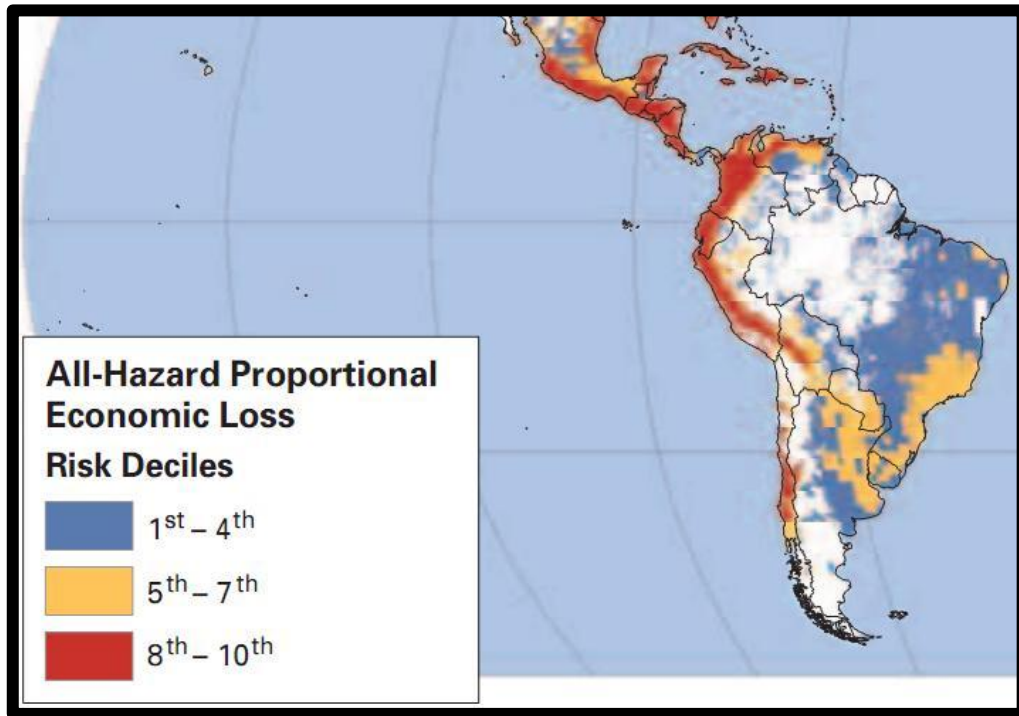 All-Hazard Proportional
Economic Loss
Risk Deciles
1st – 4th
5th – 7th
8th – 10th